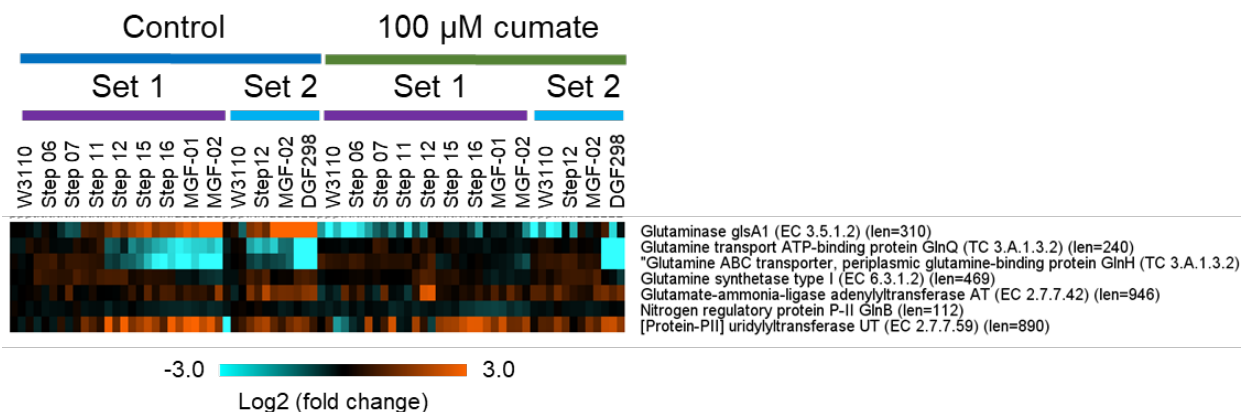 Control 100 µM cumate
Set 1 Set 2 Set 1 Set 2
W3110 Step 06 Step 07 Step 11 Step 12 Step 15 Step 16 MGF-01 MGF-02 W3110 Step12 MGF-02 DGF298 W3110 Step 06 Step 07 Step 11 Step 12 Step 15 Step 16 MGF-01 MGF-02 W3110 Step12 MGF-02 DGF298
Glutaminase glsA1 (EC 3.5.1.2) (len=310)
Glutamine transport ATP-binding protein GlnQ (TC 3.A.1.3.2) (len=240)
"Glutamine ABC transporter, periplasmic glutamine-binding protein GlnH (TC 3.A.1.3.2)
Glutamine synthetase type I (EC 6.3.1.2) (len=469)
Glutamate-ammonia-ligase adenylyltransferase AT (EC 2.7.7.42) (len=946)
Nitrogen regulatory protein P-II GlnB (len=112)
[Protein-PII] uridylyltransferase UT (EC 2.7.7.59) (len=890)
-3.0 3.0
Log2 (fold change)